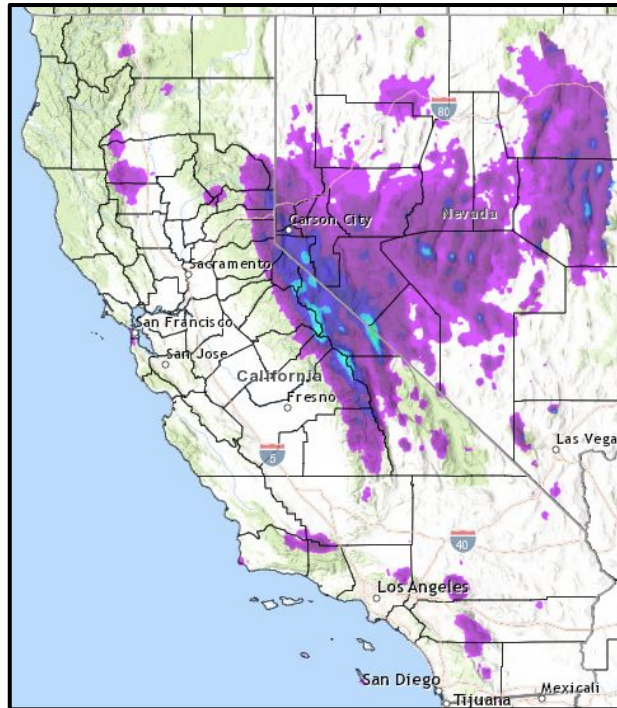 80
Carson City
Nevada
Sacramento
San Francisco
San Jose
California
Fresno
5
Las Vega
40
Los Angeles
San Diego
Tijuana
Mexicali